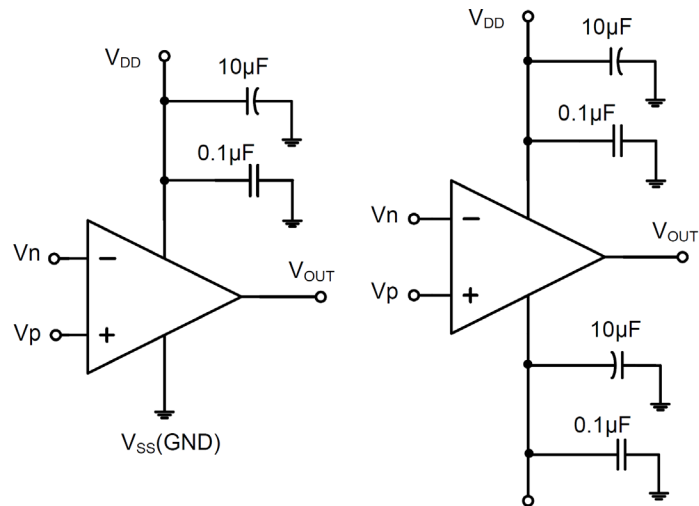 VDD
10µF
0.1µF
Vn
−
Vp
+
VOUT
VSS(GND)
VDD
10µF
0.1µF
Vn
−
Vp
+
VOUT
10µF
0.1µF